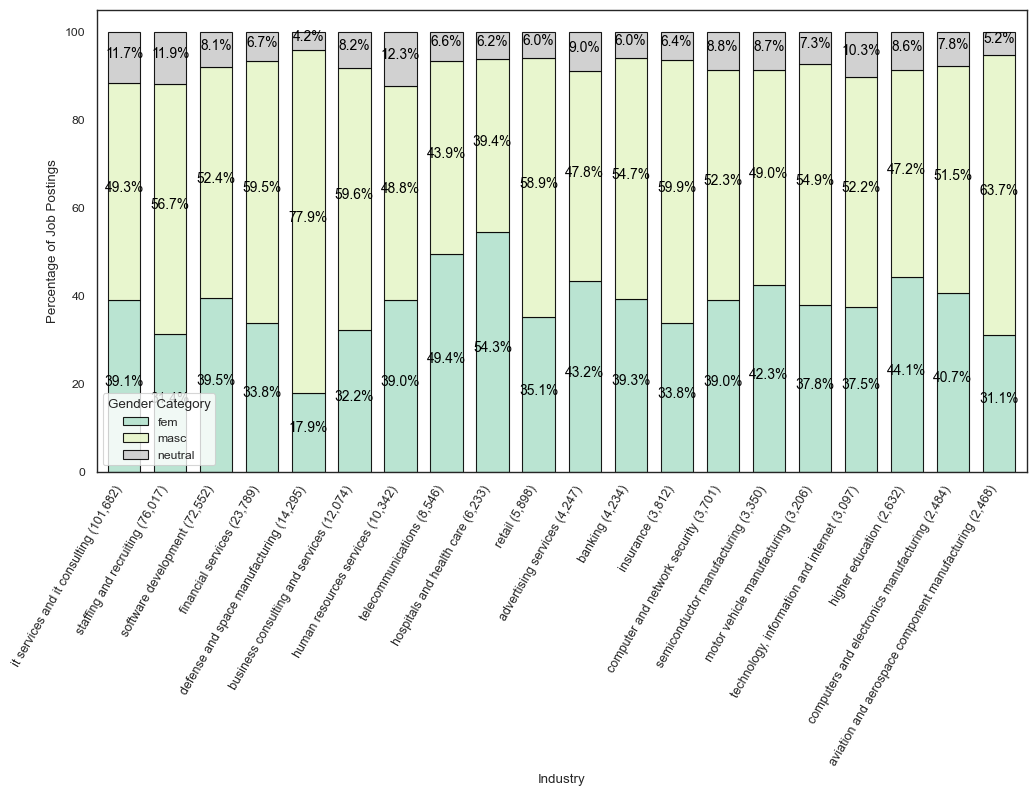 100
80
60
40
20
0
Percentage of Job Postings
11.7% 11.9% 8.1% 6.7% 4.2% 8.2% 12.3% 6.6% 6.2% 6.0% 9.0% 6.0% 6.4% 8.8% 8.7% 7.3% 10.3% 8.6% 7.8% 5.2%
49.3% 56.7% 52.4% 59.5% 77.9% 59.6% 48.8% 43.9% 39.4% 58.9% 47.8% 54.7% 59.9% 52.3% 49.0% 54.9% 52.2% 47.2% 51.5% 63.7%
39.1% 39.5% 33.8% 17.9% 32.2% 39.0% 49.4% 54.3% 35.1% 43.2% 39.3% 33.8% 39.0% 42.3% 37.8% 37.5% 44.1% 40.7% 31.1%
Gender Category
fem
masc
neutral
it services and it consulting (101,682)
staffing and recruiting (76,017)
software development (72,552)
financial services (23,789)
defense and space manufacturing (14,295)
business consulting and services (12,074)
human resources services (10,342)
telecommunications (8,546)
hospitals and health care (6,233)
retail (5,898)
advertising services (4,247)
banking (4,234)
insurance (3,812)
computer and network security (3,701)
semiconductor manufacturing (3,350)
motor vehicle manufacturing (3,206)
technology, information and internet (3,097)
higher education (2,632)
computers and electronics manufacturing (2,484)
aviation and aerospace component manufacturing (2,468)
Industry